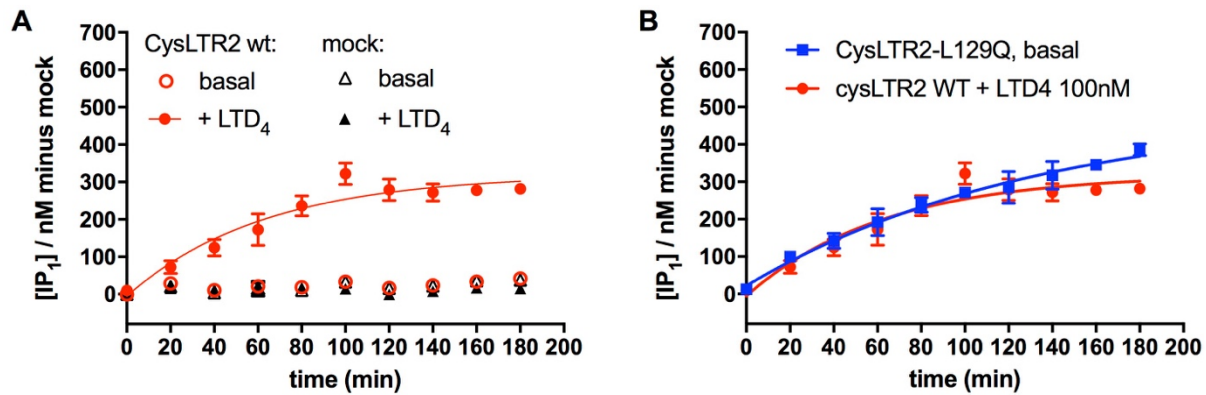 A
700
600
500
400
300
200
100
0
[IP₁] / nM minus mock
CysLTR2 wt: mock:
basal basal
+ LTD₄ + LTD₄
0 20 40 60 80 100 120 140 160 180 200
time (min)
B
700
600
500
400
300
200
100
0
[IP₁] / nM minus mock
CysLTR2-L129Q, basal
cysLTR2 WT + LTD4 100nM
0 20 40 60 80 100 120 140 160 180 200
time (min)